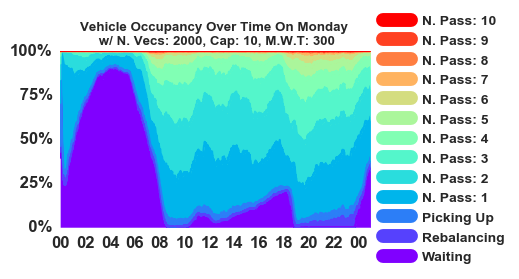 Vehicle Occupancy Over Time On Monday
w/ N. Vecs: 2000, Cap: 10, M.W.T: 300
100%
75%
50%
25%
0%
00 02 04 06 08 10 12 14 16 18 20 22 00
N. Pass: 10
N. Pass: 9
N. Pass: 8
N. Pass: 7
N. Pass: 6
N. Pass: 5
N. Pass: 4
N. Pass: 3
N. Pass: 2
N. Pass: 1
Picking Up
Rebalancing
Waiting